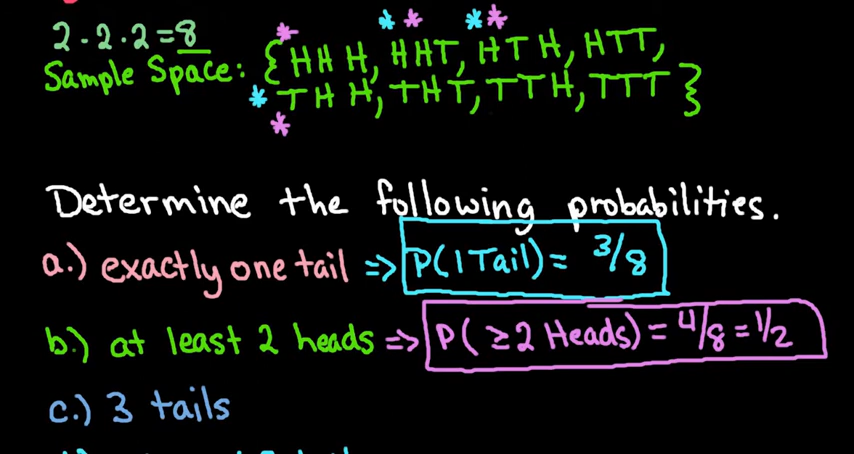 2·2·2=8
Sample Space: {HHH, HHT, HTH, HTT,
THH, THT, TTH, TTT}
Determine the following probabilities.
a.) exactly one tail => P(1 Tail) = 3/8
b.) at least 2 heads => P(≥2 Heads) = 4/8 = 1/2
c.) 3 tails